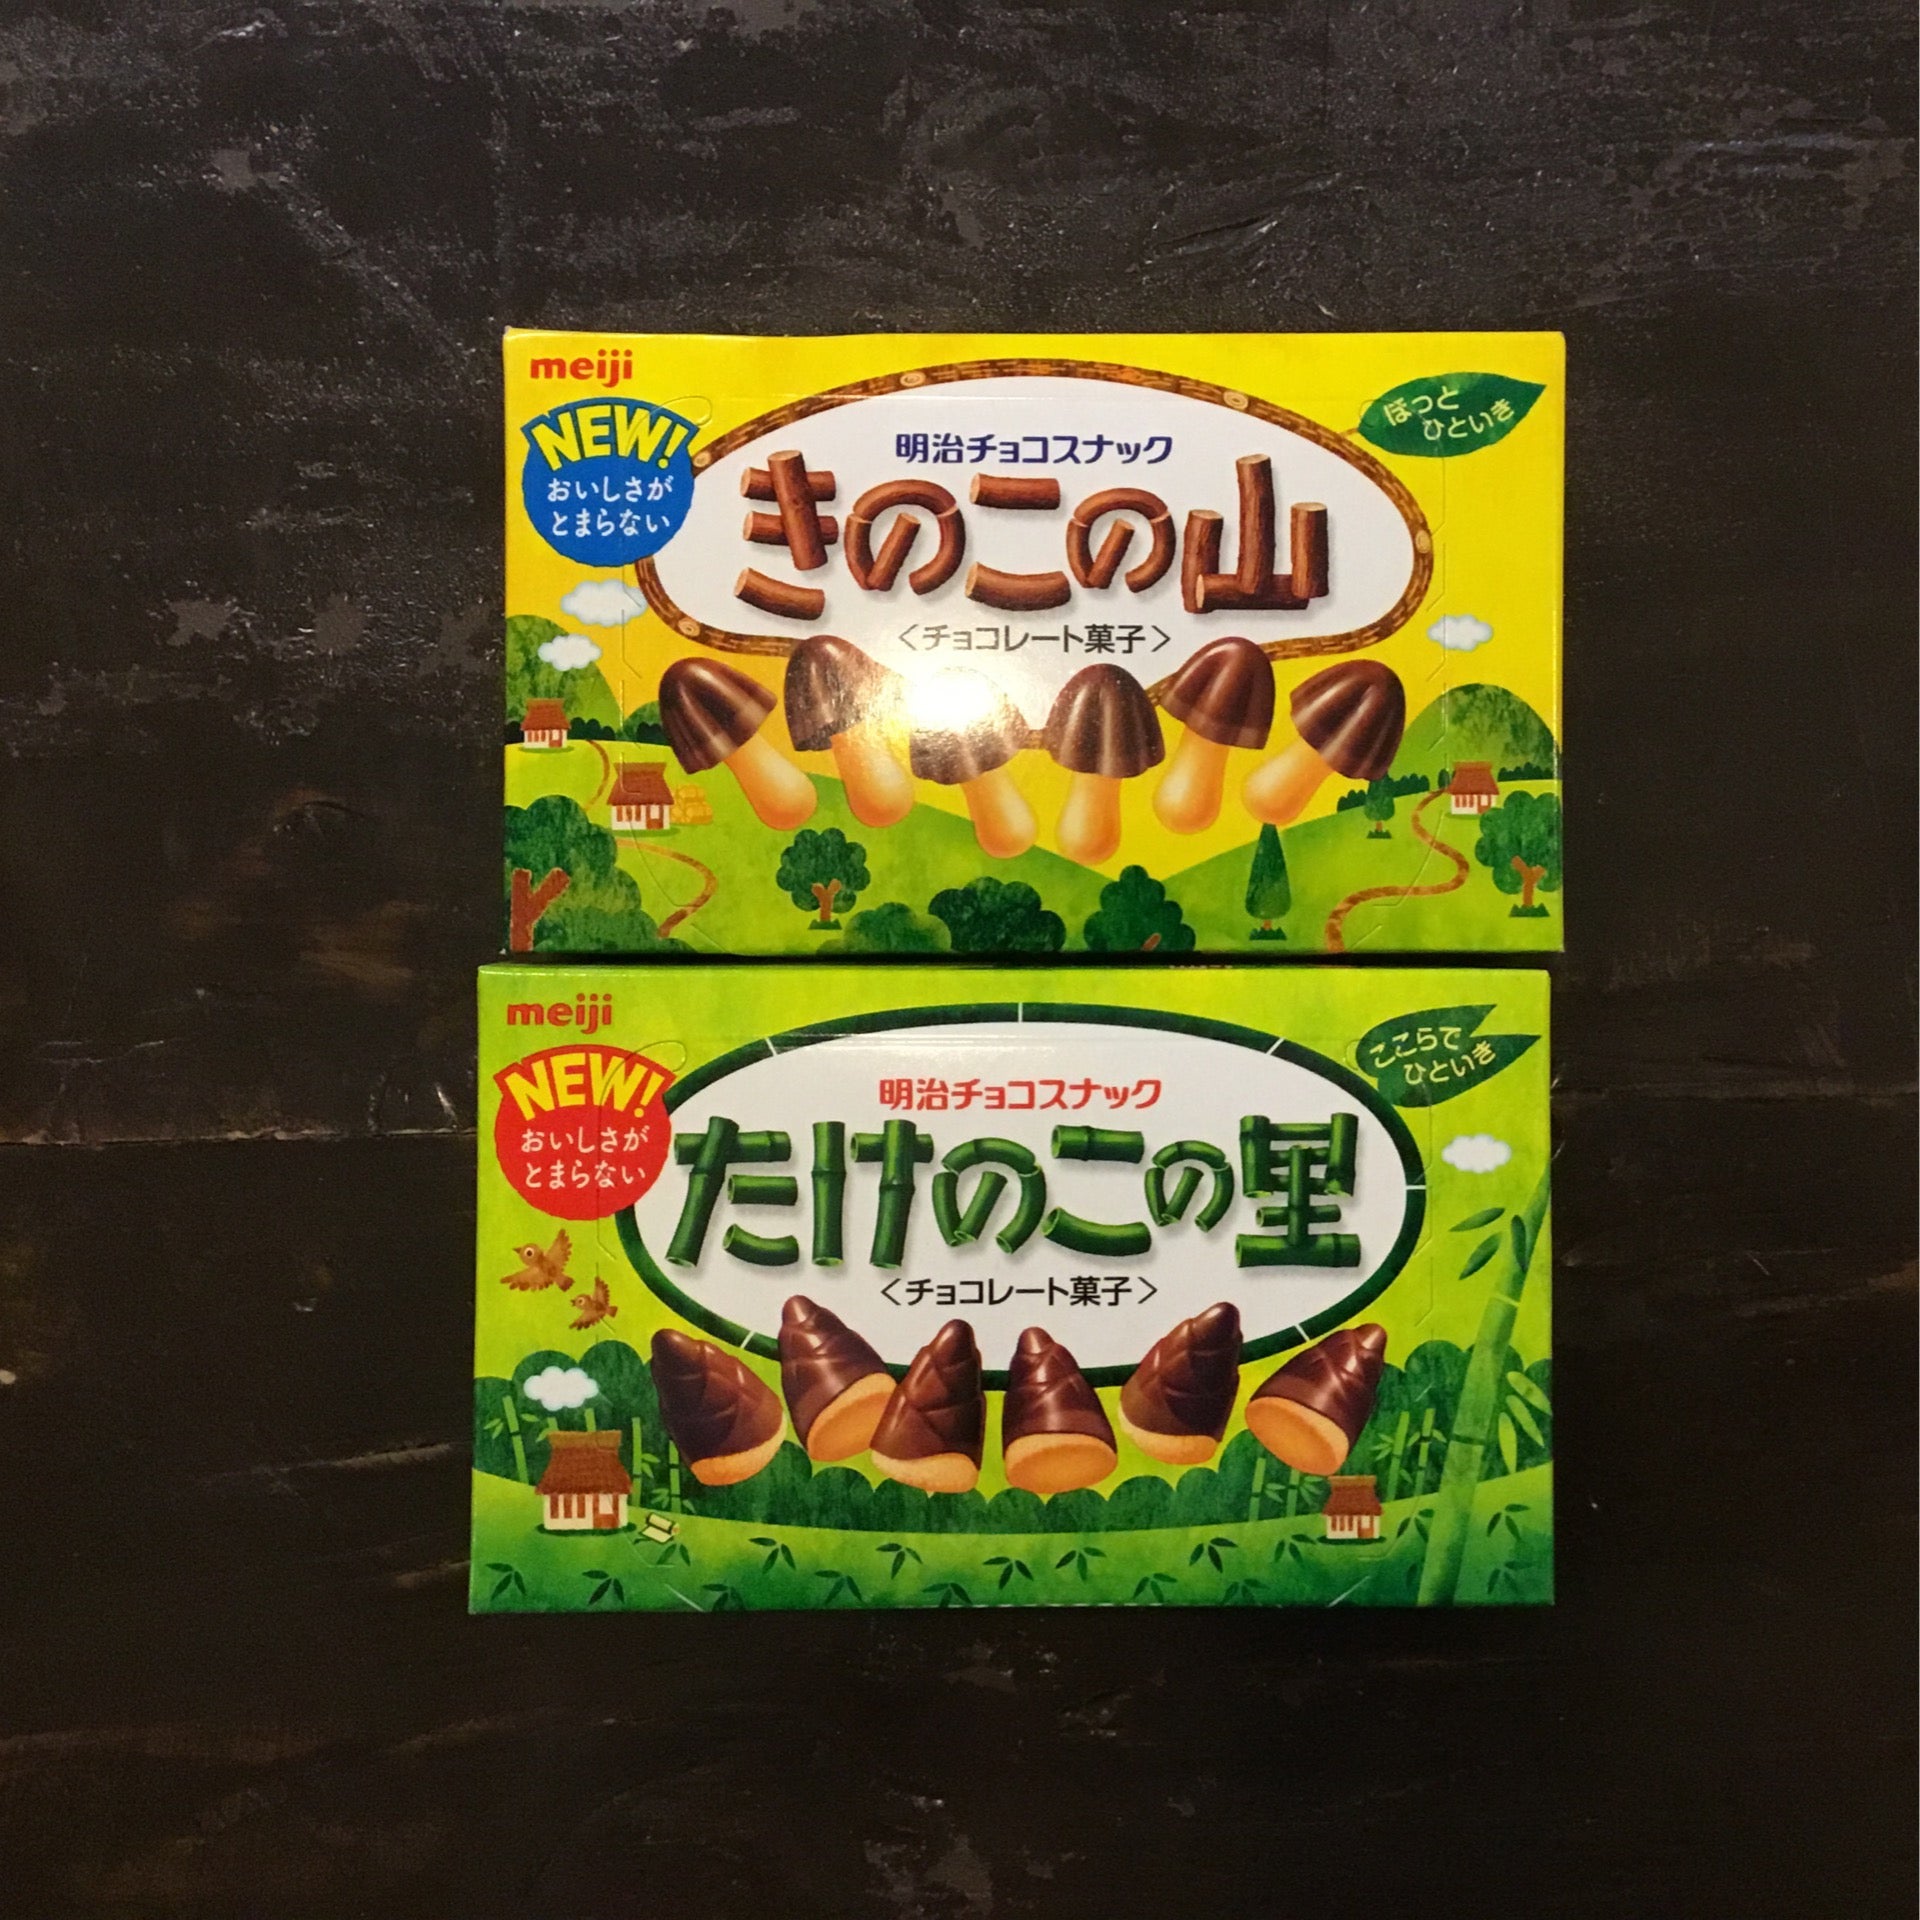 meiji
NEW!
おいしさが
とまらない
ほっと
ひといき
明治チョコスナック
きのこの山
〈チョコレート菓子〉
meiji
NEW!
おいしさが
とまらない
ここらで
ひといき
明治チョコスナック
たけのこの里
〈チョコレート菓子〉